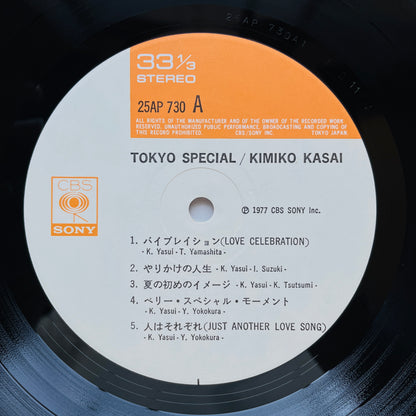 25AP 730A1
33 1/3
STEREO
25AP 730 A
ALL RIGHTS OF THE MANUFACTURER AND OF THE OWNER OF THE RECORDED WORK
RESERVED. UNAUTHORIZED PUBLIC PERFORMANCE, BROADCASTING AND COPYING OF
THIS RECORD PROHIBITED. CBS/SONY INC. TOKYO JAPAN.
TOKYO SPECIAL / KIMIKO KASAI
CBS
SONY
℗ 1977 CBS SONY Inc.
1. バイブレイション(LOVE CELEBRATION)
- K. Yasui - T. Yamashita -
2. やりかけの人生 - K. Yasui - I. Suzuki -
3. 夏の初めのイメージ - K. Yasui - K. Tsutsumi -
4. ベリー・スペシャル・モーメント
- K. Yasui - Y. Yokokura -
5. 人はそれぞれ(JUST ANOTHER LOVE SONG)
- K. Yasui - Y. Yokokura -